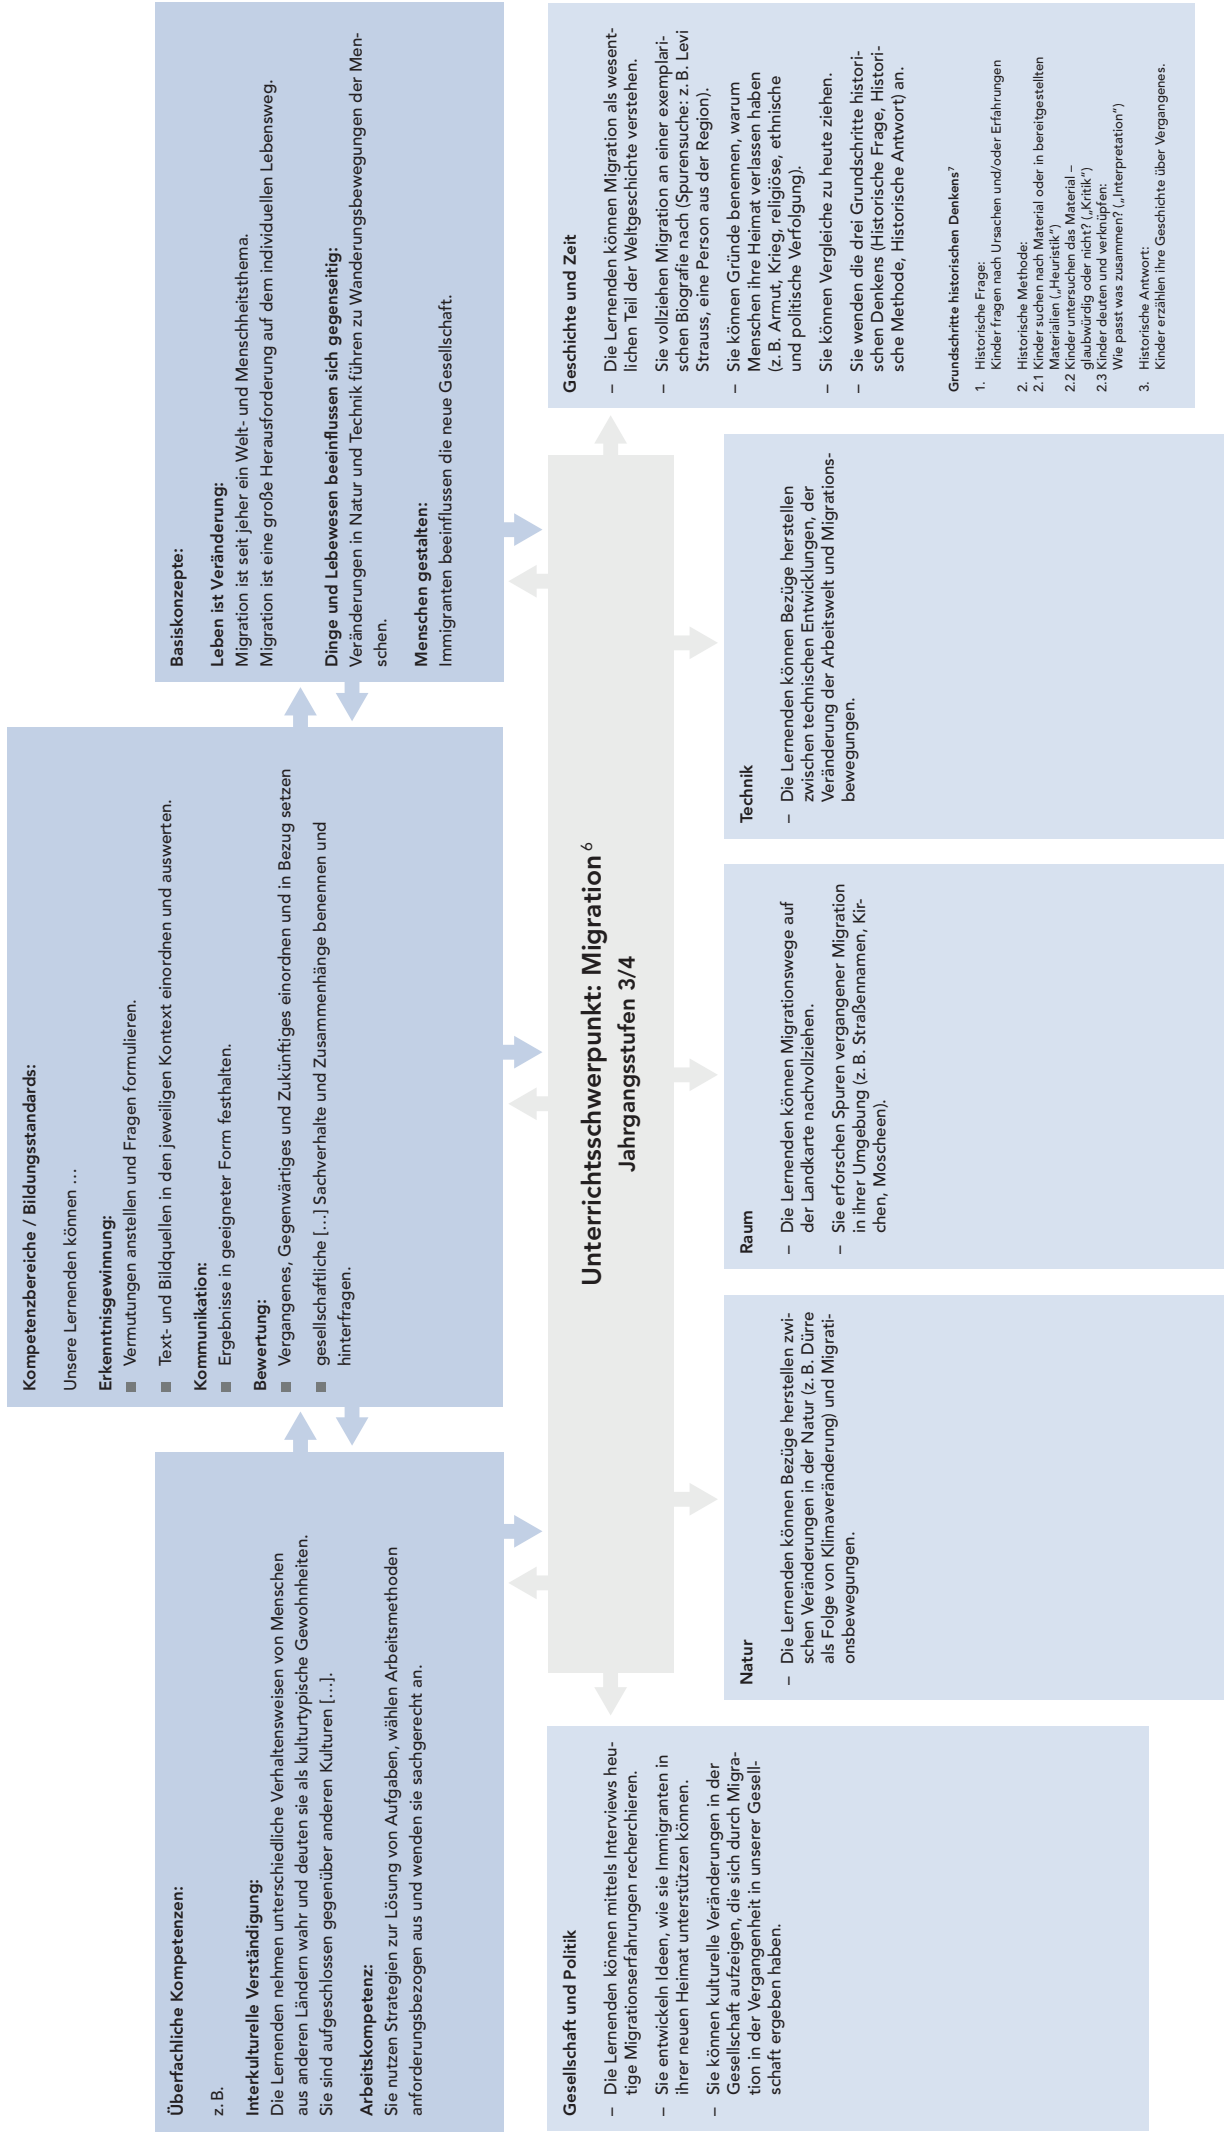 Überfachliche Kompetenzen:
z. B.
Interkulturelle Verständigung:
Die Lernenden nehmen unterschiedliche Verhaltensweisen von Menschen
aus anderen Ländern wahr und deuten sie als kulturtypische Gewohnheiten.
Sie sind aufgeschlossen gegenüber anderen Kulturen […].
Arbeitskompetenz:
Sie nutzen Strategien zur Lösung von Aufgaben, wählen Arbeitsmethoden
anforderungsbezogen aus und wenden sie sachgerecht an.
Kompetenzbereiche / Bildungsstandards:
Unsere Lernenden können …
Erkenntnisgewinnung:
■ Vermutungen anstellen und Fragen formulieren.
■ Text- und Bildquellen in den jeweiligen Kontext einordnen und auswerten.
Kommunikation:
■ Ergebnisse in geeigneter Form festhalten.
Bewertung:
■ Vergangenes, Gegenwärtiges und Zukünftiges einordnen und in Bezug setzen
■ gesellschaftliche […] Sachverhalte und Zusammenhänge benennen und
hinterfragen.
Basiskonzepte:
Leben ist Veränderung:
Migration ist seit jeher ein Welt- und Menschheitsthema.
Migration ist eine große Herausforderung auf dem individuellen Lebensweg.
Dinge und Lebewesen beeinflussen sich gegenseitig:
Veränderungen in Natur und Technik führen zu Wanderungsbewegungen der Men-
schen.
Menschen gestalten:
Immigranten beeinflussen die neue Gesellschaft.
Unterrichtsschwerpunkt: Migration⁶
Jahrgangsstufen 3/4
Gesellschaft und Politik
– Die Lernenden können mittels Interviews heu-
tige Migrationserfahrungen recherchieren.
– Sie entwickeln Ideen, wie sie Immigranten in
ihrer neuen Heimat unterstützen können.
– Sie können kulturelle Veränderungen in der
Gesellschaft aufzeigen, die sich durch Migra-
tion in der Vergangenheit in unserer Gesell-
schaft ergeben haben.
Natur
– Die Lernenden können Bezüge herstellen zwi-
schen Veränderungen in der Natur (z. B. Dürre
als Folge von Klimaveränderung) und Migrati-
onsbewegungen.
Raum
– Die Lernenden können Migrationswege auf
der Landkarte nachvollziehen.
– Sie erforschen Spuren vergangener Migration
in ihrer Umgebung (z. B. Straßennamen, Kir-
chen, Moscheen).
Technik
– Die Lernenden können Bezüge herstellen
zwischen technischen Entwicklungen, der
Veränderung der Arbeitswelt und Migrations-
bewegungen.
Geschichte und Zeit
– Die Lernenden können Migration als wesent-
lichen Teil der Weltgeschichte verstehen.
– Sie vollziehen Migration an einer exemplari-
schen Biografie nach (Spurensuche: z. B. Levi
Strauss, eine Person aus der Region).
– Sie können Gründe benennen, warum
Menschen ihre Heimat verlassen haben
(z. B. Armut, Krieg, religiöse, ethnische
und politische Verfolgung).
– Sie können Vergleiche zu heute ziehen.
– Sie wenden die drei Grundschritte histori-
schen Denkens (Historische Frage, Histori-
sche Methode, Historische Antwort) an.
Grundschritte historischen Denkens⁷
1. Historische Frage:
Kinder fragen nach Ursachen und/oder Erfahrungen
2. Historische Methode:
2.1 Kinder suchen nach Material oder in bereitgestellten
Materialien („Heuristik“)
2.2 Kinder untersuchen das Material –
glaubwürdig oder nicht? („Kritik“)
2.3 Kinder deuten und verknüpfen:
Wie passt was zusammen? („Interpretation“)
3. Historische Antwort:
Kinder erzählen ihre Geschichte über Vergangenes.